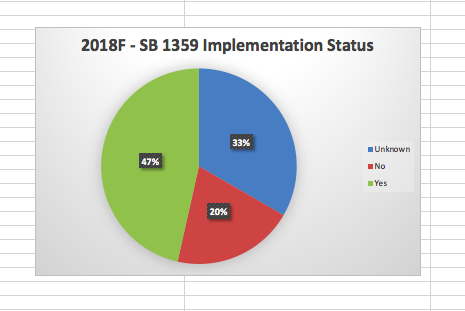 2018F - SB 1359 Implementation Status
33%
47%
20%
Unknown
No
Yes